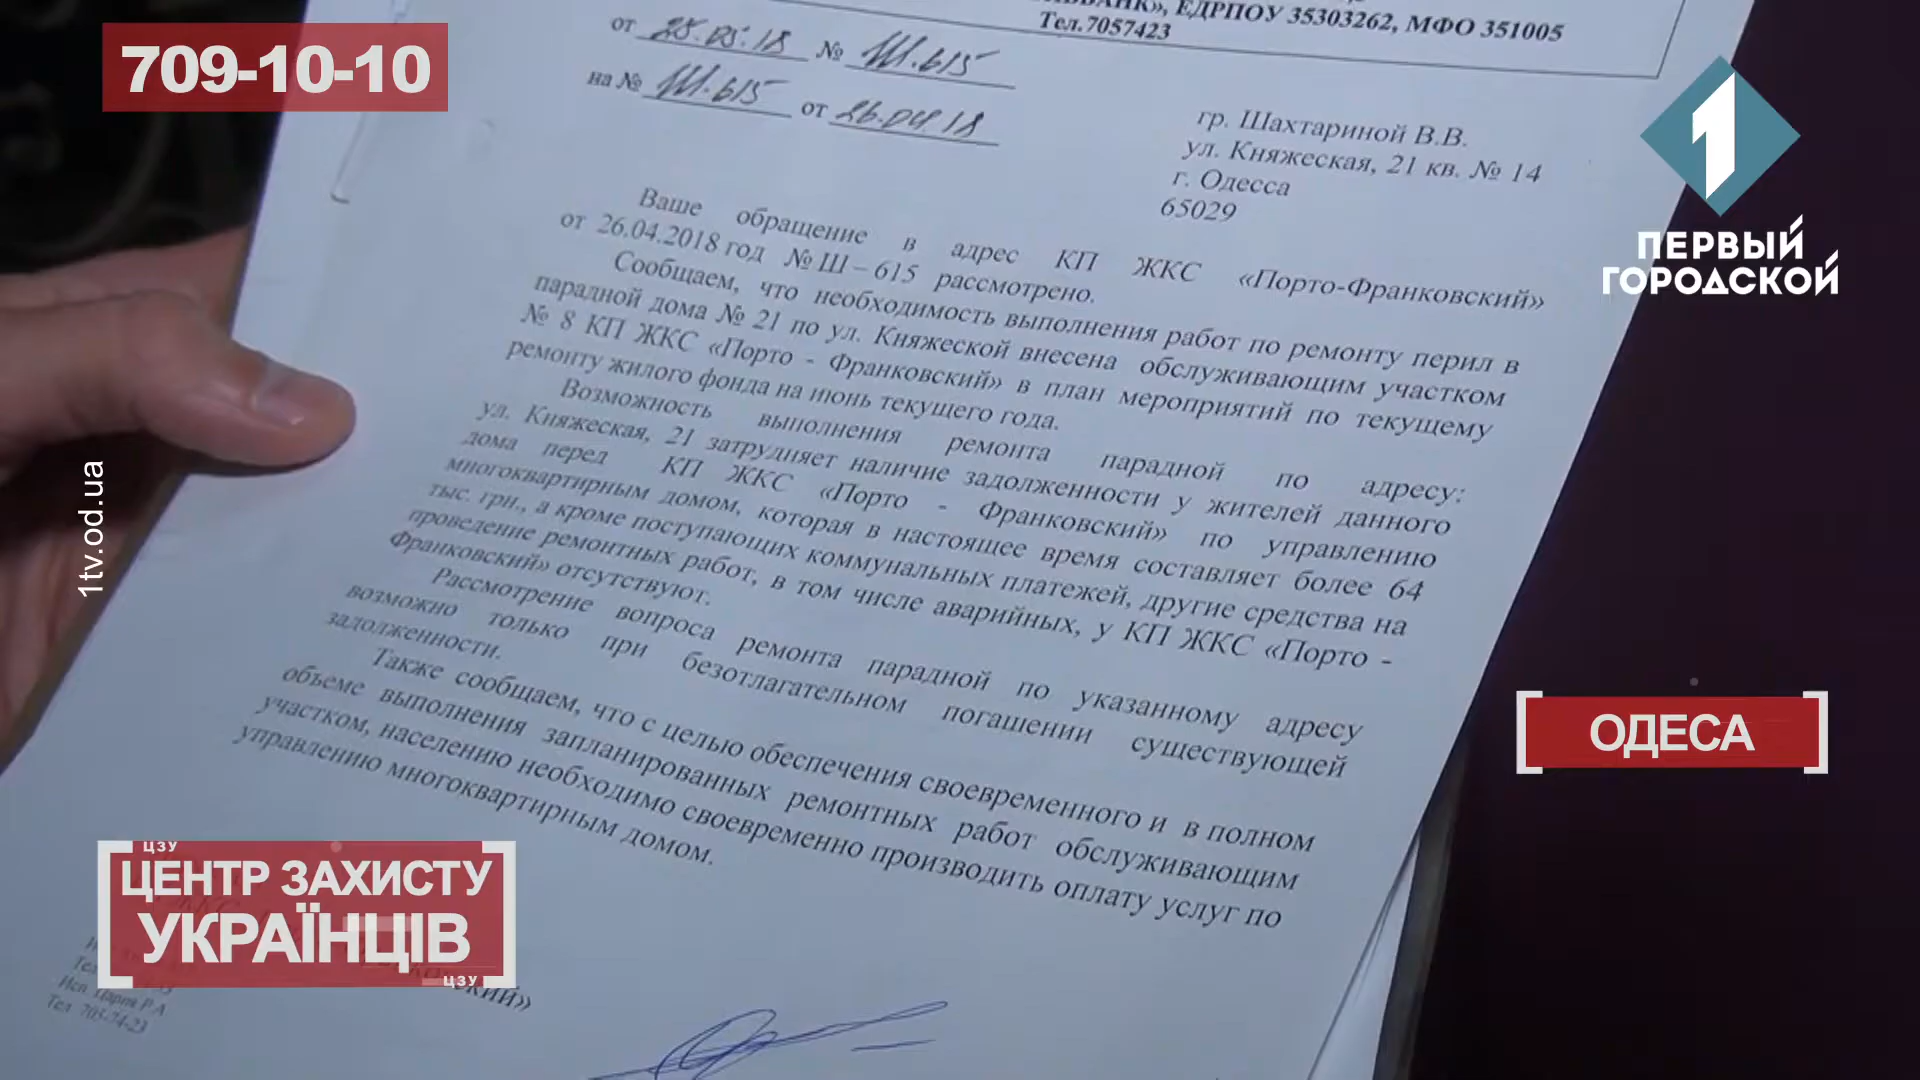 709-10-10
», ЕДРПОУ 35303262, МФО 351005
Тел.7057423
от 25.05.18 № Ш.615
на № Ш.615 от 26.04.18
гр. Шахтариной В.В.
ул. Княжеская, 21 кв. № 14
г. Одесса
65029
ПЕРВЫЙ
ГОРОДСКОЙ
Ваше обращение в адрес КП ЖКС «Порто-Франковский»
от 26.04.2018 год № Ш – 615 рассмотрено.
Сообщаем, что необходимость выполнения работ по ремонту перил в
парадной дома № 21 по ул. Княжеской внесена обслуживающим участком
№ 8 КП ЖКС «Порто - Франковский» в план мероприятий по текущему
ремонту жилого фонда на июнь текущего года.
Возможность выполнения ремонта парадной по адресу:
ул. Княжеская, 21 затрудняет наличие задолженности у жителей данного
дома перед КП ЖКС «Порто - Франковский» по управлению
многоквартирным домом, которая в настоящее время составляет более 64
тыс. грн., а кроме поступающих коммунальных платежей, другие средства на
проведение ремонтных работ, в том числе аварийных, у КП ЖКС «Порто -
Франковский» отсутствуют.
Рассмотрение вопроса ремонта парадной по указанному адресу
возможно только при безотлагательном погашении существующей
задолженности.
Также сообщаем, что с целью обеспечения своевременного и в полном
объеме выполнения запланированных ремонтных работ обслуживающим
участком, населению необходимо своевременно производить оплату услуг по
управлению многоквартирным домом.
1tv.od.ua
ОДЕСА
ЦЗУ
ЦЕНТР ЗАХИСТУ
УКРАЇНЦІВ
ЦЗУ
Тел. 705-74-23